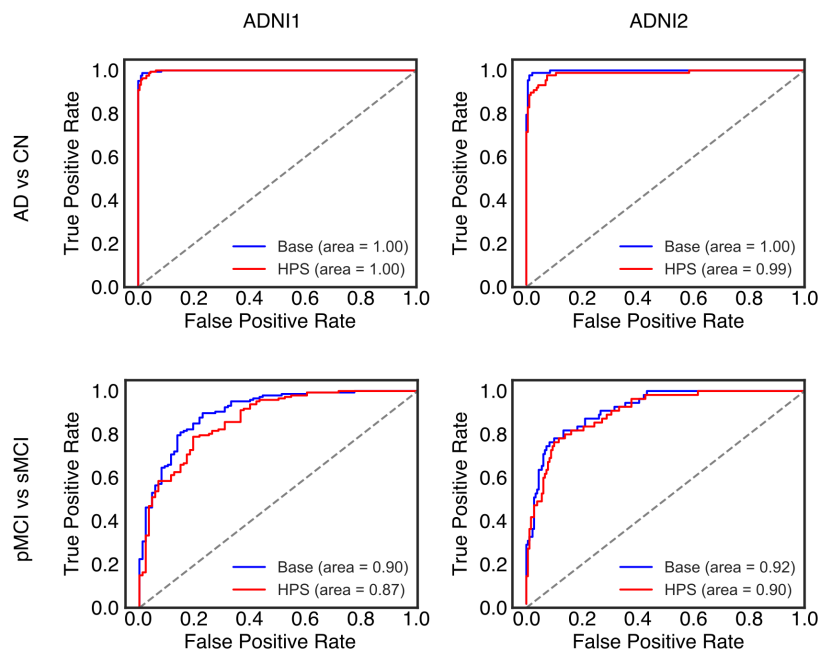 ADNI1
ADNI2
AD vs CN
True Positive Rate
1.0
0.8
0.6
0.4
0.2
0.0
Base (area = 1.00)
HPS (area = 1.00)
0.0 0.2 0.4 0.6 0.8 1.0
False Positive Rate
True Positive Rate
1.0
0.8
0.6
0.4
0.2
0.0
Base (area = 1.00)
HPS (area = 0.99)
0.0 0.2 0.4 0.6 0.8 1.0
False Positive Rate
pMCI vs sMCI
True Positive Rate
1.0
0.8
0.6
0.4
0.2
0.0
Base (area = 0.90)
HPS (area = 0.87)
0.0 0.2 0.4 0.6 0.8 1.0
False Positive Rate
True Positive Rate
1.0
0.8
0.6
0.4
0.2
0.0
Base (area = 0.92)
HPS (area = 0.90)
0.0 0.2 0.4 0.6 0.8 1.0
False Positive Rate